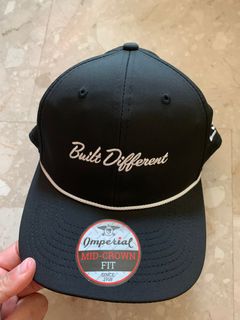 Built Different
Imperial
MID-CROWN
FIT
SINCE
1916